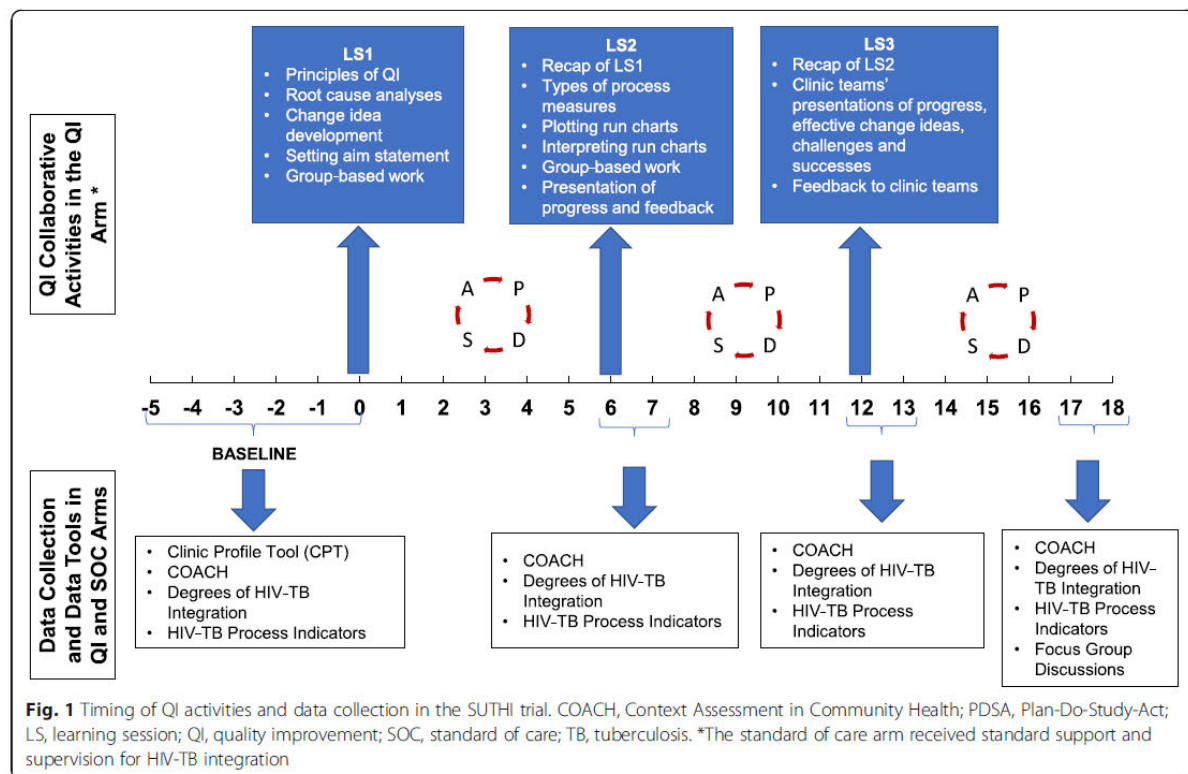 QI Collaborative
Activities in the QI
Arm *
LS1
• Principles of QI
• Root cause analyses
• Change idea
development
• Setting aim statement
• Group-based work
LS2
• Recap of LS1
• Types of process
measures
• Plotting run charts
• Interpreting run charts
• Group-based work
• Presentation of
progress and feedback
LS3
• Recap of LS2
• Clinic teams'
presentations of progress,
effective change ideas,
challenges and
successes
• Feedback to clinic teams
A P
S D
A P
S D
A P
S D
-5 -4 -3 -2 -1 0 1 2 3 4 5 6 7 8 9 10 11 12 13 14 15 16 17 18
BASELINE
Data Collection
and Data Tools in
QI and SOC Arms
• Clinic Profile Tool (CPT)
• COACH
• Degrees of HIV-TB
Integration
• HIV-TB Process Indicators
• COACH
• Degrees of HIV-TB
Integration
• HIV-TB Process Indicators
• COACH
• Degrees of HIV-TB
Integration
• HIV-TB Process
Indicators
• COACH
• Degrees of HIV-
TB Integration
• HIV-TB Process
Indicators
• Focus Group
Discussions
Fig. 1 Timing of QI activities and data collection in the SUTHI trial. COACH, Context Assessment in Community Health; PDSA, Plan-Do-Study-Act;
LS, learning session; QI, quality improvement; SOC, standard of care; TB, tuberculosis. *The standard of care arm received standard support and
supervision for HIV-TB integration